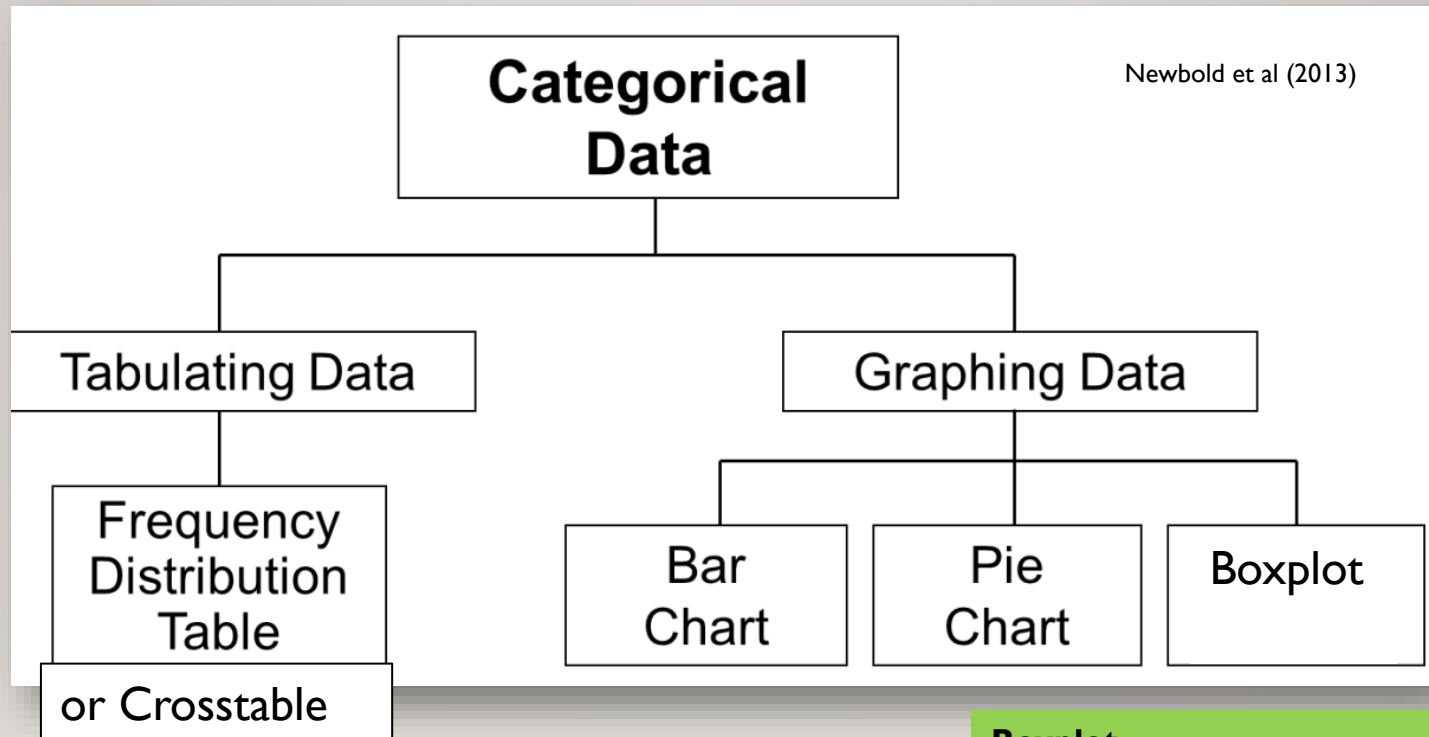 Categorical
Data
Newbold et al (2013)
Tabulating Data
Graphing Data
Frequency
Distribution
Table
or Crosstable
Bar
Chart
Pie
Chart
Boxplot
Boxplot